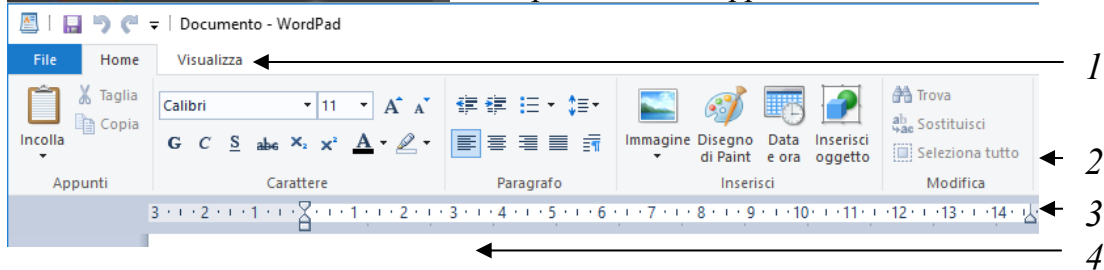 Documento - WordPad
File Home Visualizza
1
Taglia
Copia
Incolla
Calibri 11
G C S abc X₂ X² A
Immagine Disegno di Paint Data e ora Inserisci oggetto
Trova
Sostituisci
Seleziona tutto
2
Appunti Carattere Paragrafo Inserisci Modifica
3 2 1 1 2 3 4 5 6 7 8 9 10 11 12 13 14
3
4